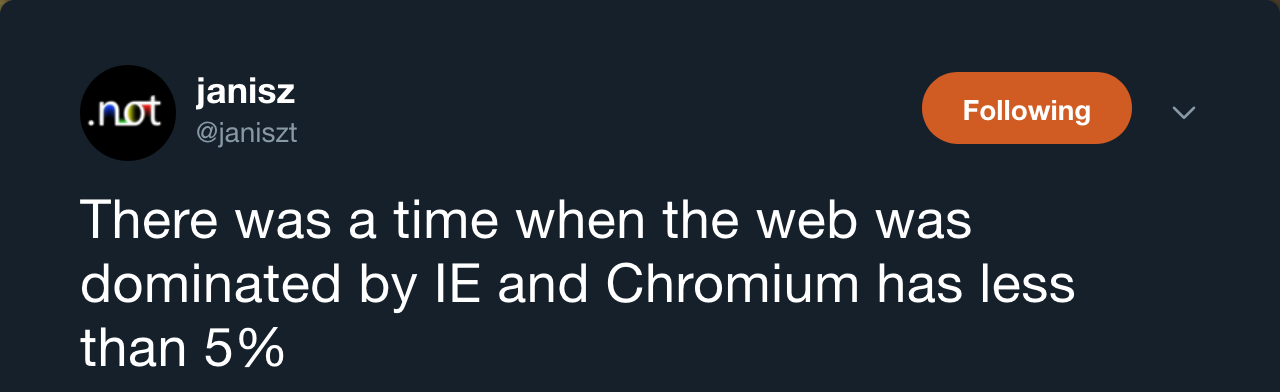 .not
janisz
@janiszt
Following
There was a time when the web was
dominated by IE and Chromium has less
than 5%